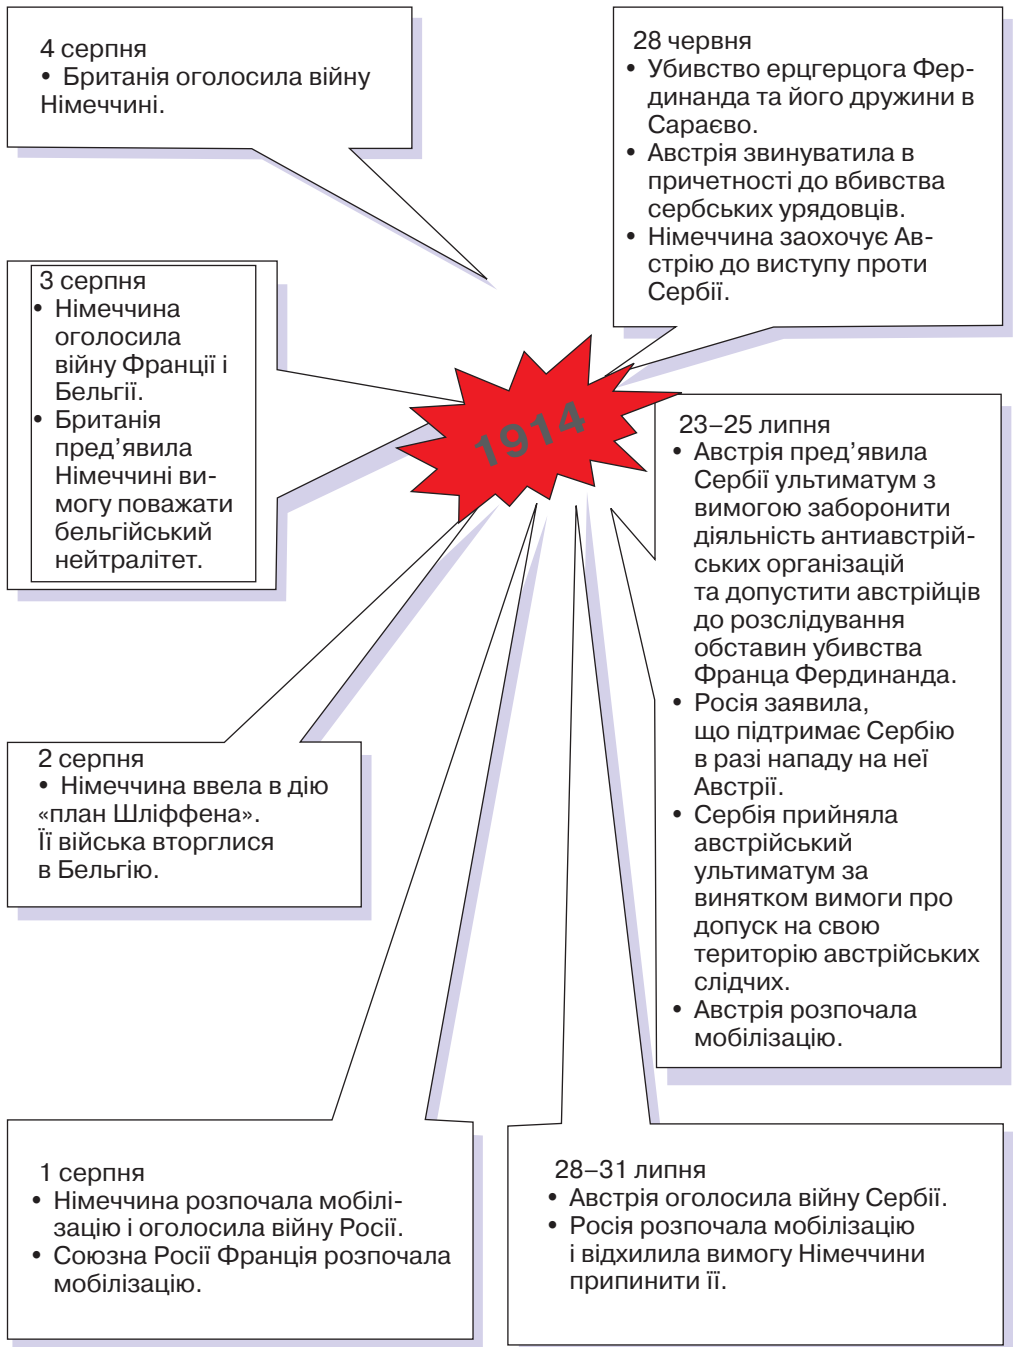 4 серпня
• Британія оголосила війну
Німеччині.
28 червня
• Убивство ерцгерцога Фер-
динанда та його дружини в
Сараєво.
• Австрія звинуватила в
причетності до вбивства
сербських урядовців.
• Німеччина заохочує Ав-
стрію до виступу проти
Сербії.
3 серпня
• Німеччина
оголосила
війну Франції і
Бельгії.
• Британія
пред’явила
Німеччині ви-
могу поважати
бельгійський
нейтралітет.
1914
23–25 липня
• Австрія пред’явила
Сербії ультиматум з
вимогою заборонити
діяльність антиавстрій-
ських організацій
та допустити австрійців
до розслідування
обставин убивства
Франца Фердинанда.
• Росія заявила,
що підтримає Сербію
в разі нападу на неї
Австрії.
• Сербія прийняла
австрійський
ультиматум за
винятком вимоги про
допуск на свою
територію австрійських
слідчих.
• Австрія розпочала
мобілізацію.
2 серпня
• Німеччина ввела в дію
«план Шліффена».
Її війська вторглися
в Бельгію.
1 серпня
• Німеччина розпочала мобілі-
зацію і оголосила війну Росії.
• Союзна Росії Франція розпочала
мобілізацію.
28–31 липня
• Австрія оголосила війну Сербії.
• Росія розпочала мобілізацію
і відхилила вимогу Німеччини
припинити її.